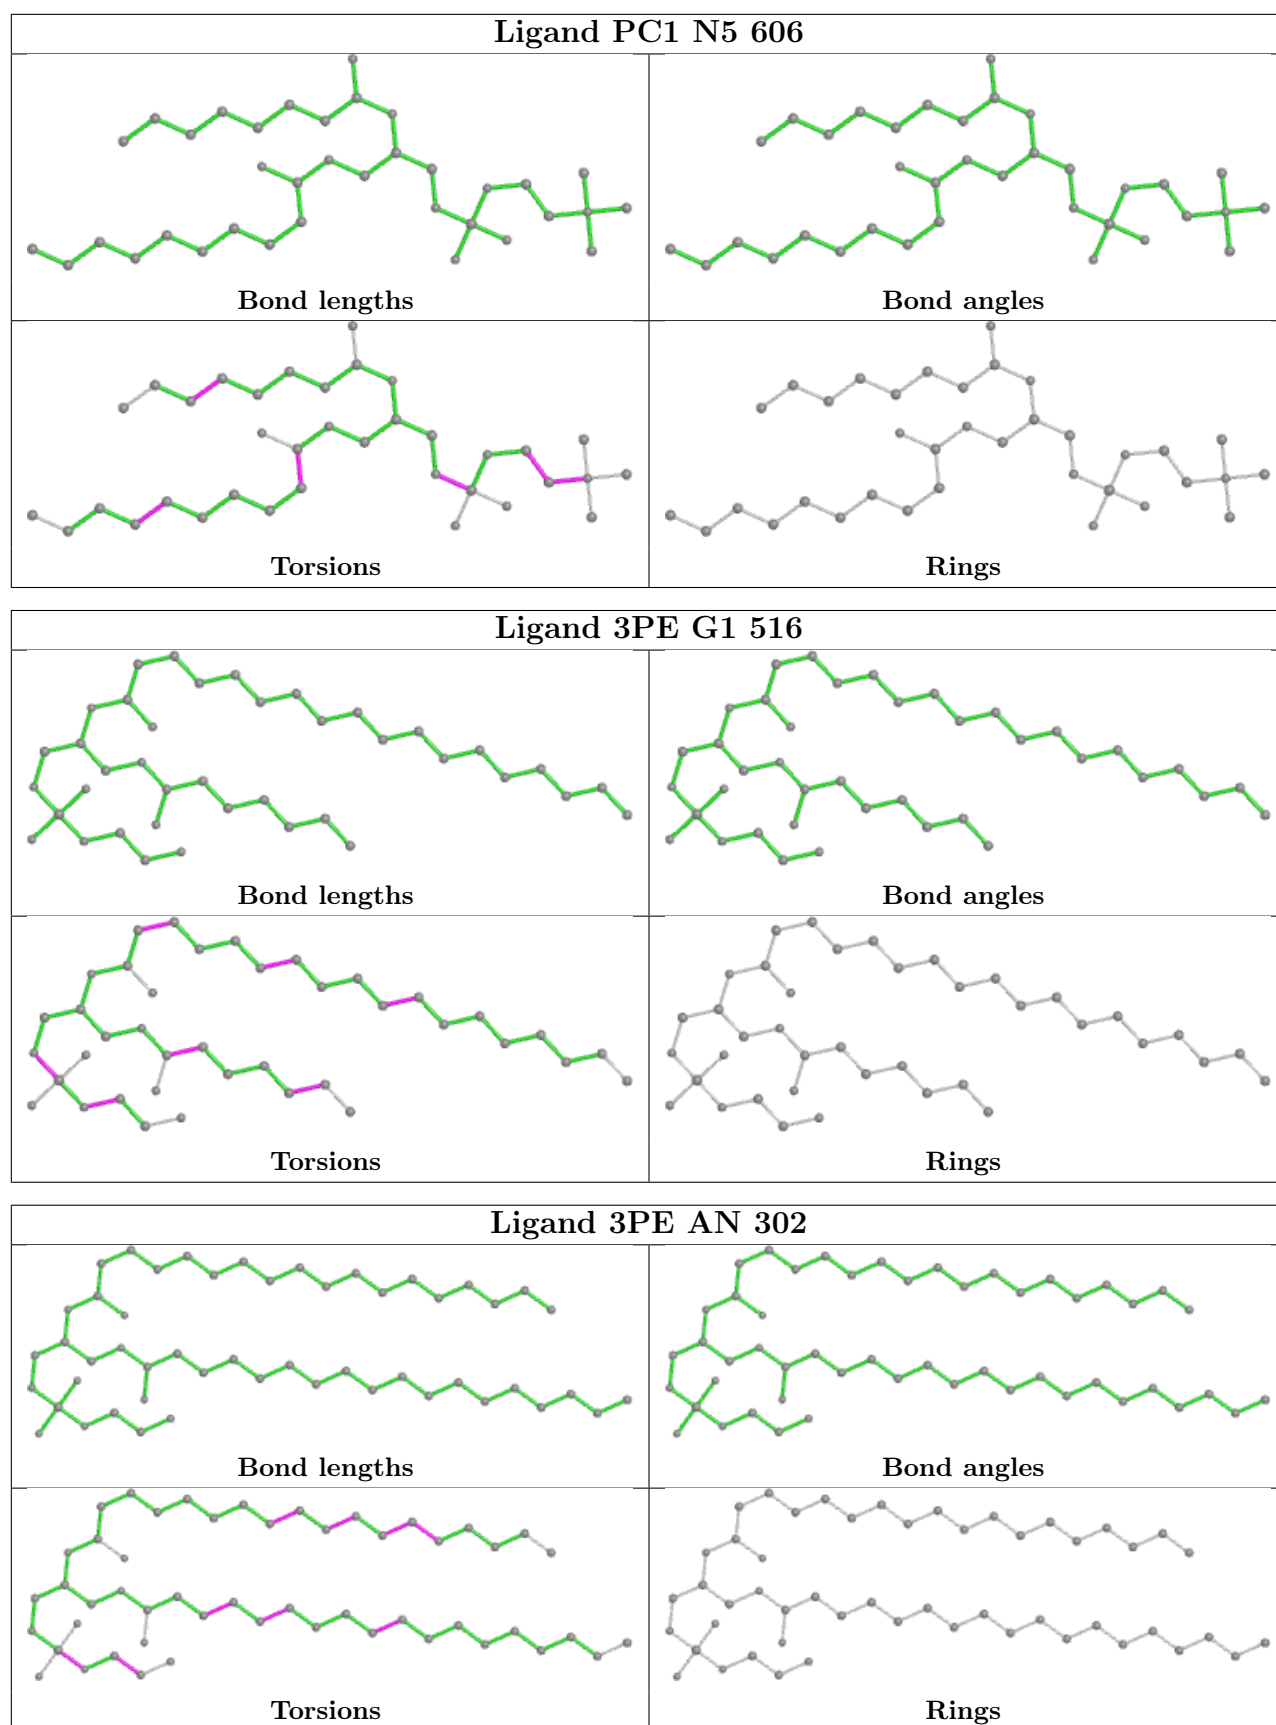 Ligand PC1 N5 606
Bond lengths
Bond angles
Torsions
Rings
Ligand 3PE G1 516
Bond lengths
Bond angles
Torsions
Rings
Ligand 3PE AN 302
Bond lengths
Bond angles
Torsions
Rings